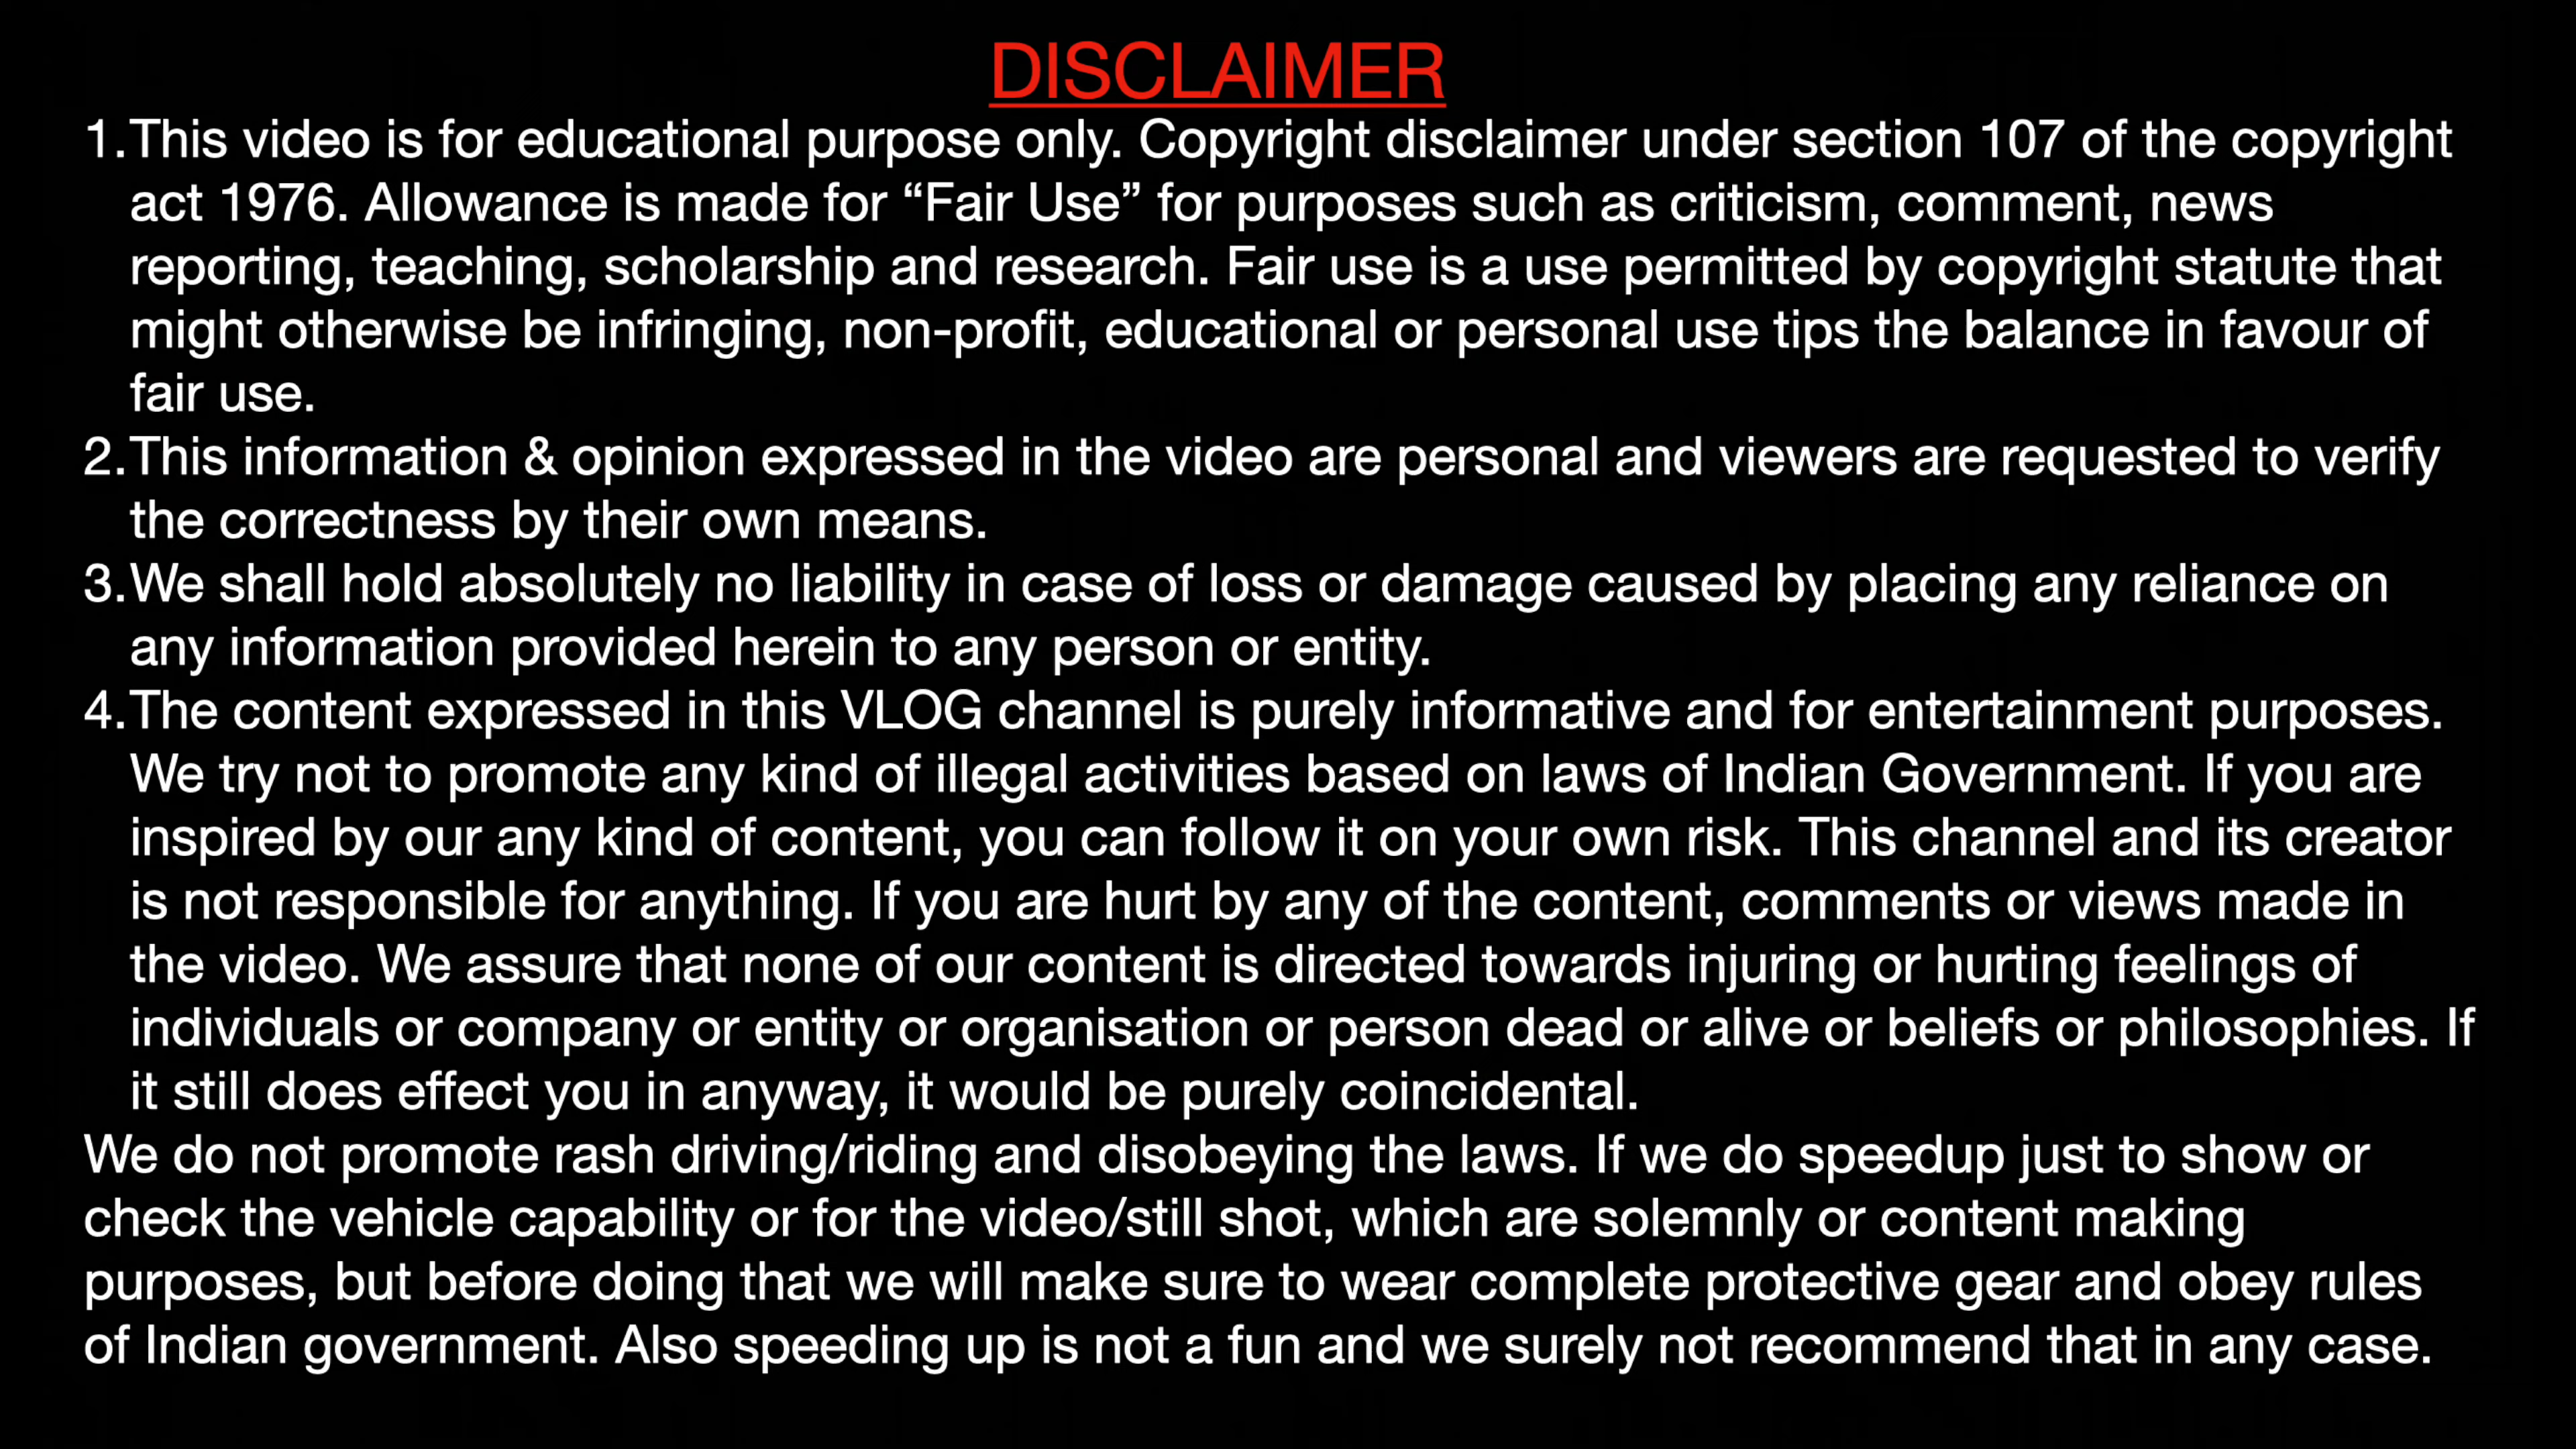 DISCLAIMER
1.This video is for educational purpose only. Copyright disclaimer under section 107 of the copyright
act 1976. Allowance is made for “Fair Use” for purposes such as criticism, comment, news
reporting, teaching, scholarship and research. Fair use is a use permitted by copyright statute that
might otherwise be infringing, non-profit, educational or personal use tips the balance in favour of
fair use.
2.This information & opinion expressed in the video are personal and viewers are requested to verify
the correctness by their own means.
3.We shall hold absolutely no liability in case of loss or damage caused by placing any reliance on
any information provided herein to any person or entity.
4.The content expressed in this VLOG channel is purely informative and for entertainment purposes.
We try not to promote any kind of illegal activities based on laws of Indian Government. If you are
inspired by our any kind of content, you can follow it on your own risk. This channel and its creator
is not responsible for anything. If you are hurt by any of the content, comments or views made in
the video. We assure that none of our content is directed towards injuring or hurting feelings of
individuals or company or entity or organisation or person dead or alive or beliefs or philosophies. If
it still does effect you in anyway, it would be purely coincidental.
We do not promote rash driving/riding and disobeying the laws. If we do speedup just to show or
check the vehicle capability or for the video/still shot, which are solemnly or content making
purposes, but before doing that we will make sure to wear complete protective gear and obey rules
of Indian government. Also speeding up is not a fun and we surely not recommend that in any case.